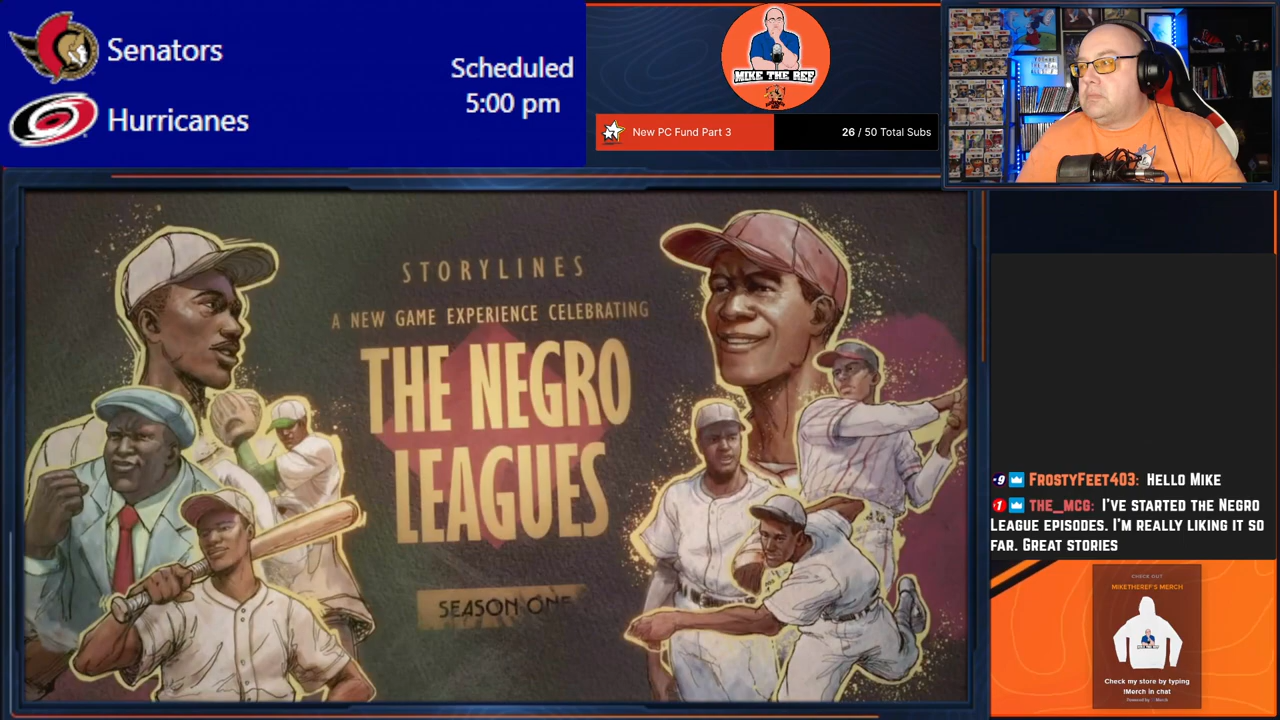 Senators
Hurricanes
Scheduled
5:00 pm
MIKE THE REF
New PC Fund Part 3
26 / 50 Total Subs
STORYLINES
A NEW GAME EXPERIENCE CELEBRATING
THE NEGRO
LEAGUES
SEASON ONE
FROSTYFEET403: HELLO MIKE
THE_MCG: I'VE STARTED THE NEGRO
LEAGUE EPISODES. I'M REALLY LIKING IT SO
FAR. GREAT STORIES
CHECK OUT
MIKETHEREF'S MERCH
Check my store by typing
!Merch in chat